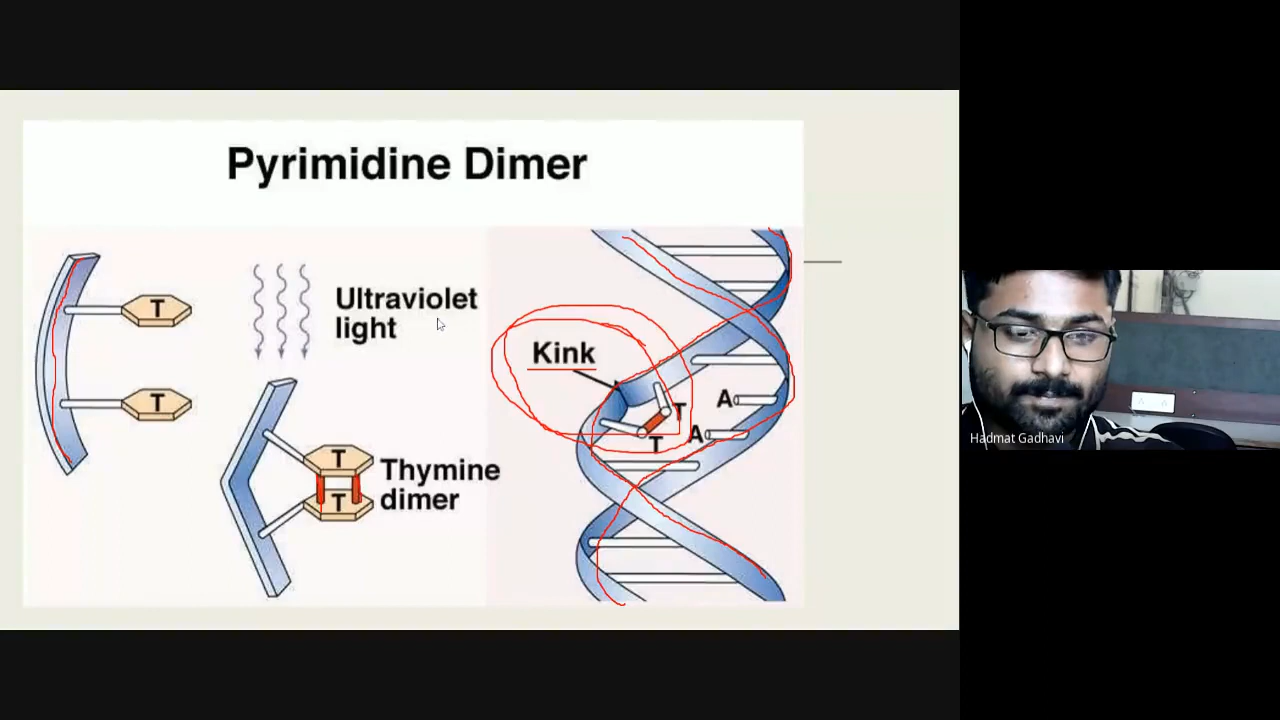 Pyrimidine Dimer
T
T
Ultraviolet
light
T
T
Thymine
dimer
Kink
T
T
A
A
Hadmat Gadhavi